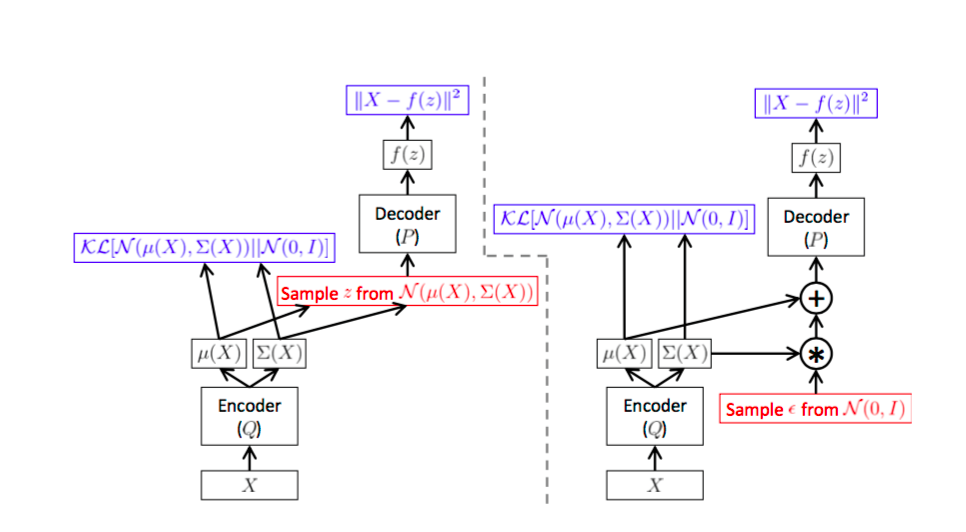 ‖X − f(z)‖²
f(z)
Decoder
(P)
𝒦ℒ[𝒩(μ(X), Σ(X))||𝒩(0, I)]
Sample z from 𝒩(μ(X), Σ(X))
μ(X)
Σ(X)
Encoder
(Q)
X
‖X − f(z)‖²
f(z)
Decoder
(P)
𝒦ℒ[𝒩(μ(X), Σ(X))||𝒩(0, I)]
+
μ(X)
Σ(X)
*
Sample ϵ from 𝒩(0, I)
Encoder
(Q)
X